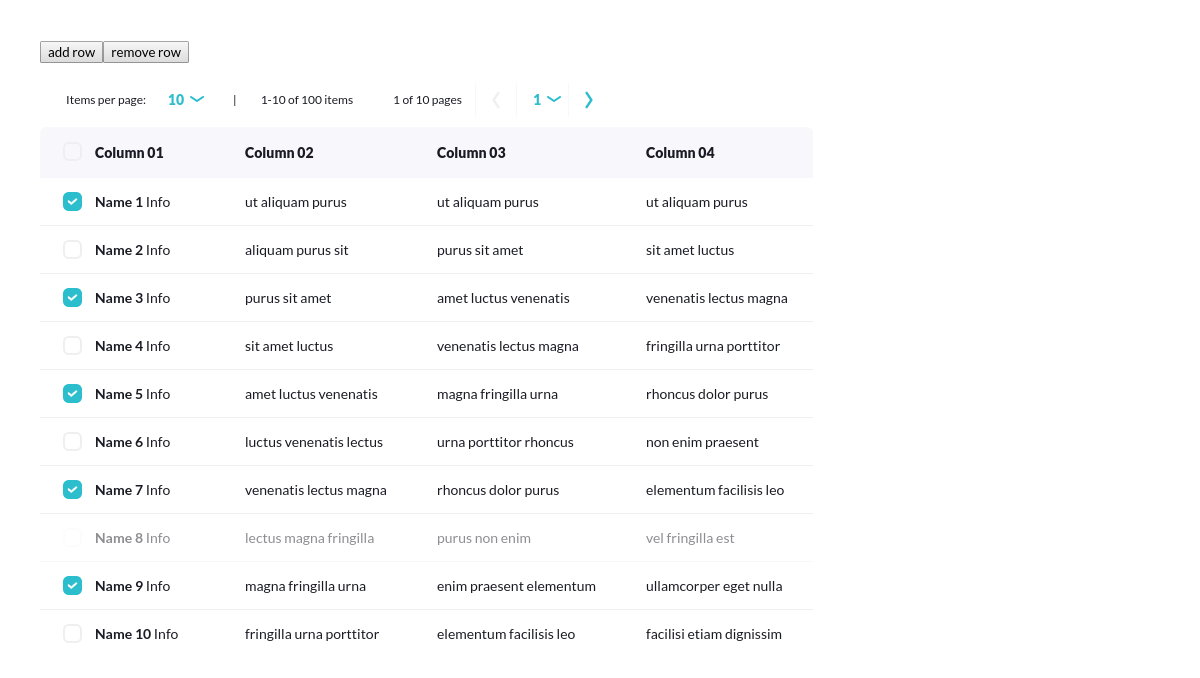 add row remove row
Items per page: 10 | 1-10 of 100 items 1 of 10 pages 1
Column 01 Column 02 Column 03 Column 04
Name 1 Info ut aliquam purus ut aliquam purus ut aliquam purus
Name 2 Info aliquam purus sit purus sit amet sit amet luctus
Name 3 Info purus sit amet amet luctus venenatis venenatis lectus magna
Name 4 Info sit amet luctus venenatis lectus magna fringilla urna porttitor
Name 5 Info amet luctus venenatis magna fringilla urna rhoncus dolor purus
Name 6 Info luctus venenatis lectus urna porttitor rhoncus non enim praesent
Name 7 Info venenatis lectus magna rhoncus dolor purus elementum facilisis leo
Name 8 Info lectus magna fringilla purus non enim vel fringilla est
Name 9 Info magna fringilla urna enim praesent elementum ullamcorper eget nulla
Name 10 Info fringilla urna porttitor elementum facilisis leo facilisi etiam dignissim